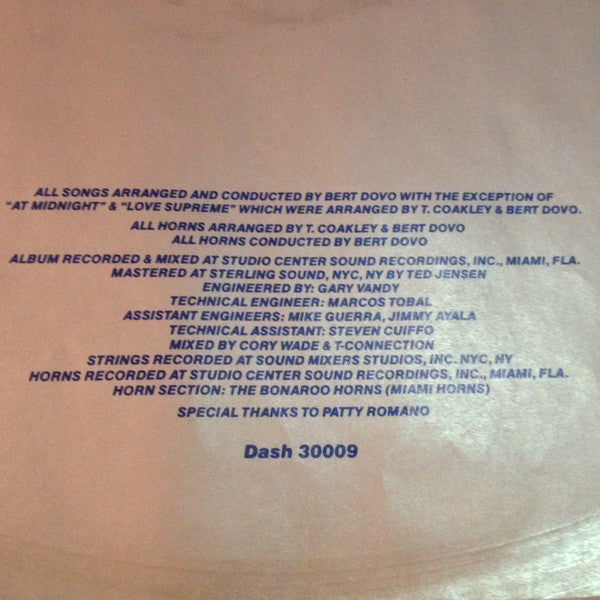 ALL SONGS ARRANGED AND CONDUCTED BY BERT DOVO WITH THE EXCEPTION OF
"AT MIDNIGHT" & "LOVE SUPREME" WHICH WERE ARRANGED BY T. COAKLEY & BERT DOVO.
ALL HORNS ARRANGED BY T. COAKLEY & BERT DOVO
ALL HORNS CONDUCTED BY BERT DOVO
ALBUM RECORDED & MIXED AT STUDIO CENTER SOUND RECORDINGS, INC., MIAMI, FLA.
MASTERED AT STERLING SOUND, NYC, NY BY TED JENSEN
ENGINEERED BY: GARY VANDY
TECHNICAL ENGINEER: MARCOS TOBAL
ASSISTANT ENGINEERS: MIKE GUERRA, JIMMY AYALA
TECHNICAL ASSISTANT: STEVEN CUIFFO
MIXED BY CORY WADE & T-CONNECTION
STRINGS RECORDED AT SOUND MIXERS STUDIOS, INC. NYC, NY
HORNS RECORDED AT STUDIO CENTER SOUND RECORDINGS, INC., MIAMI, FLA.
HORN SECTION: THE BONAROO HORNS (MIAMI HORNS)
SPECIAL THANKS TO PATTY ROMANO
Dash 30009